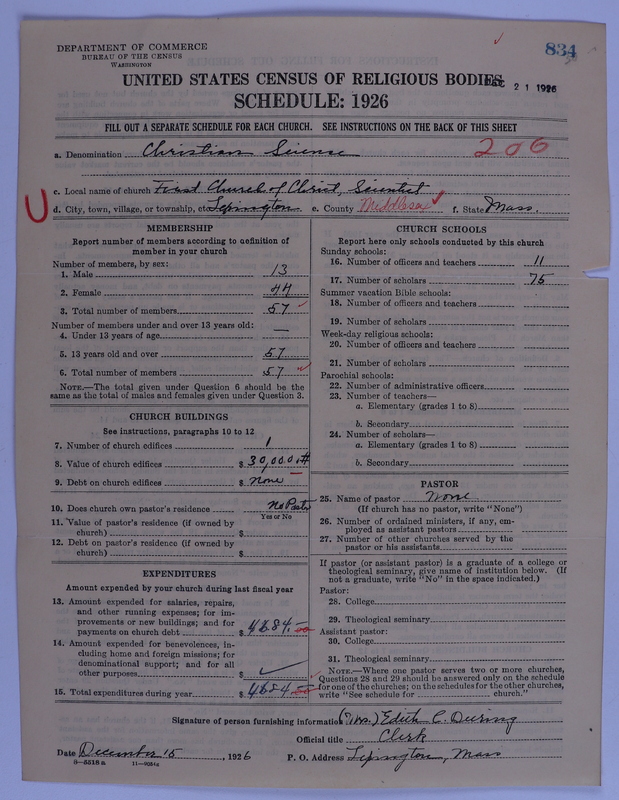 834
DEPARTMENT OF COMMERCE
BUREAU OF THE CENSUS
WASHINGTON
UNITED STATES CENSUS OF RELIGIOUS BODIES
21 1926
SCHEDULE: 1926
FILL OUT A SEPARATE SCHEDULE FOR EACH CHURCH. SEE INSTRUCTIONS ON THE BACK OF THIS SHEET
a. Denomination Christian Science 206
c. Local name of church First Church of Christ, Scientist
d. City, town, village, or township, etc. Lexington e. County Middlesex f. State Mass.
MEMBERSHIP
Report number of members according to definition of
member in your church
Number of members, by sex:
1. Male 13
2. Female 44
3. Total number of members 57
Number of members under and over 13 years old:
4. Under 13 years of age —
5. 13 years old and over 57
6. Total number of members 57
NOTE.—The total given under Question 6 should be
same as the total of males and females given under Question 3.
CHURCH BUILDINGS
See instructions, paragraphs 10 to 12
7. Number of church edifices 1
8. Value of church edifices $ 30,000.#
9. Debt on church edifices $ none
10. Does church own pastor's residence No Pastor
Yes or No
11. Value of pastor's residence (if owned by
church) $
12. Debt on pastor's residence (if owned by
church) $
EXPENDITURES
Amount expended by your church during last fiscal year
13. Amount expended for salaries, repairs,
and other running expenses; for im-
provements or new buildings; and for
payments on church debt $ 4684.50
14. Amount expended for benevolences, in-
cluding home and foreign missions; for
denominational support; and for all
other purposes $
15. Total expenditures during year $ 4684.50
CHURCH SCHOOLS
Report here only schools conducted by this church
Sunday schools:
16. Number of officers and teachers 11
17. Number of scholars 75
Summer vacation Bible schools:
18. Number of officers and teachers
19. Number of scholars
Week-day religious schools:
20. Number of officers and teachers
21. Number of scholars
Parochial schools:
22. Number of administrative officers
23. Number of teachers—
a. Elementary (grades 1 to 8)
b. Secondary
24. Number of scholars—
a. Elementary (grades 1 to 8)
b. Secondary
PASTOR
25. Name of pastor None
(If church has no pastor, write "None")
26. Number of ordained ministers, if any, em-
ployed as assistant pastors
27. Number of other churches served by the
pastor or his assistants
If pastor (or assistant pastor) is a graduate of a college or
theological seminary, give name of institution below. (If
not a graduate, write "No" in the space indicated.)
Pastor:
28. College
29. Theological seminary
Assistant pastor:
30. College
31. Theological seminary
NOTE.—Where one pastor serves two or more churches,
Questions 28 and 29 should be answered only on the schedule
for one of the churches; on the schedules for the other churches,
write "See schedule for church."
Signature of person furnishing information (Mrs.) Edith C.
Official title Clerk
Date December 15, 1926 P. O. Address Lexington, Mass
8-5518a 11-9084a